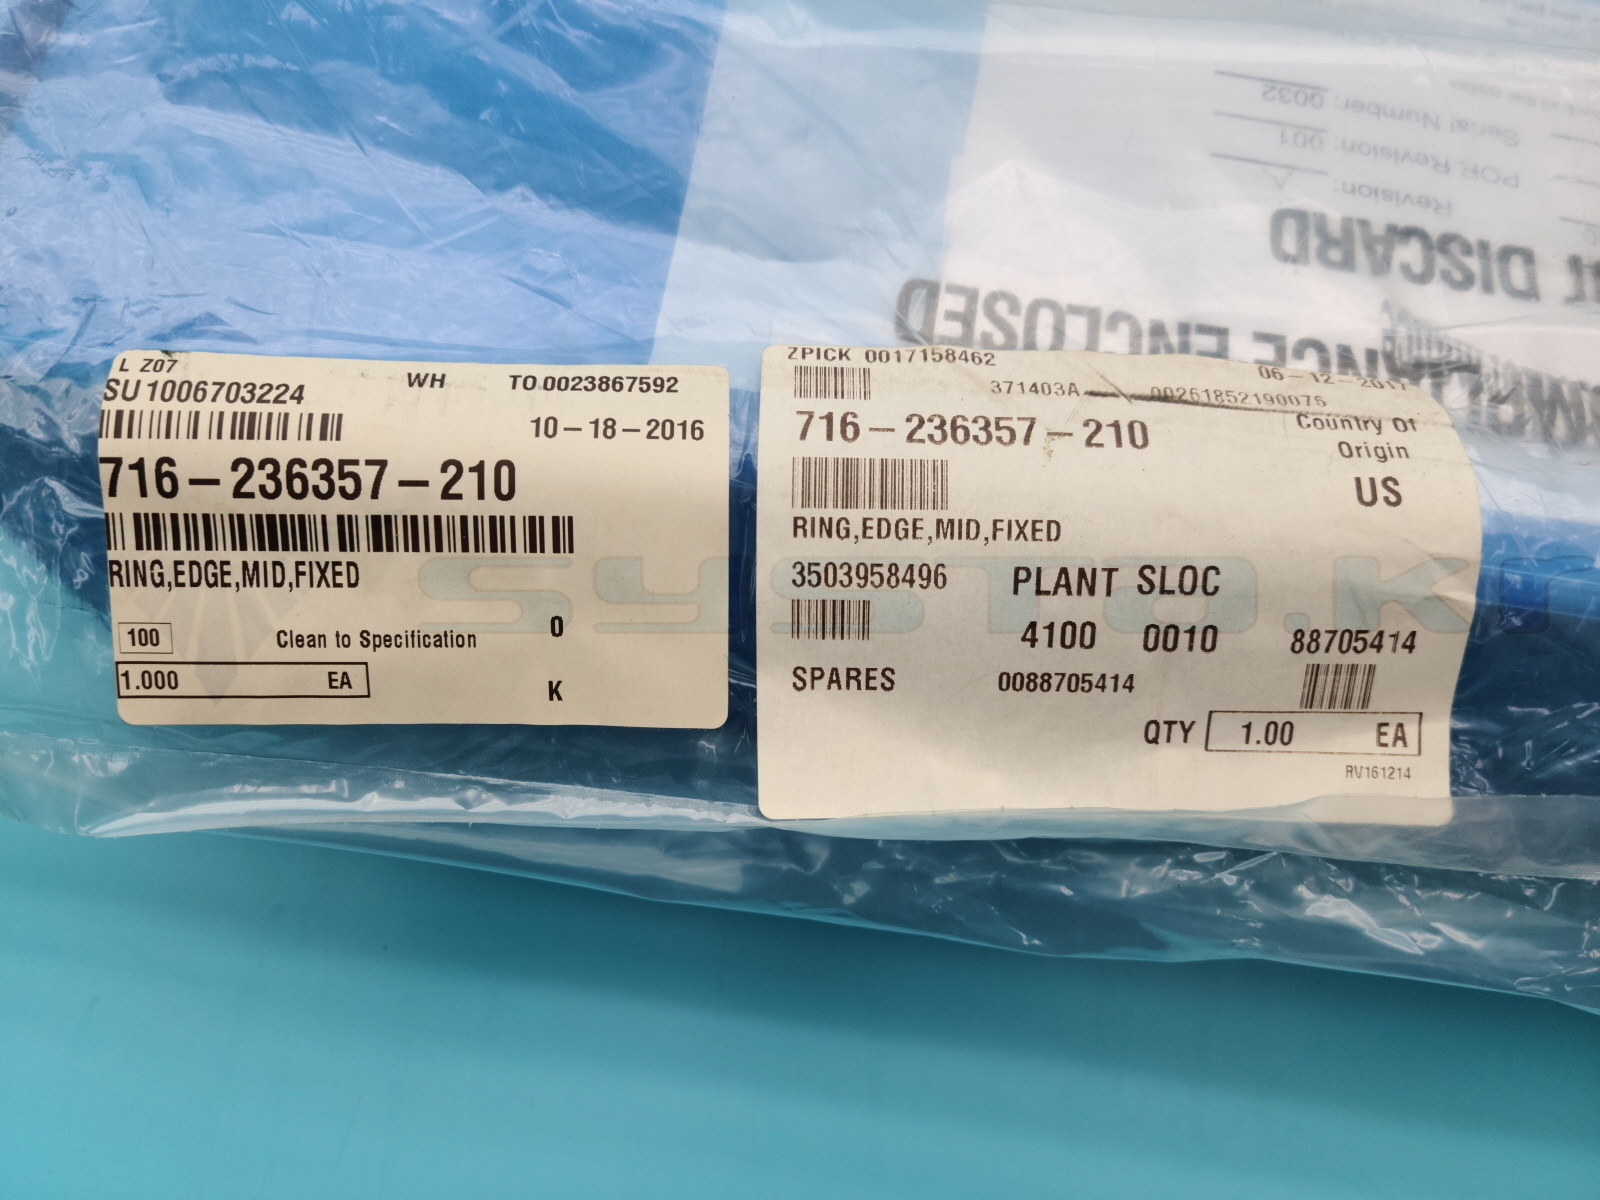 L Z07
SU 1006703224 WH TO 0023867592
10-18-2016
716-236357-210
RING,EDGE,MID,FIXED
100 Clean to Specification O
1.000 EA K
ZPICK 0017158462
06-12-2017
371403A 00261852190076
716-236357-210
Country Of
Origin
US
RING,EDGE,MID,FIXED
3503958496 PLANT SLOC
4100 0010 88705414
SPARES 0088705414
QTY 1.00 EA
RV161214
Serial Number: 0032
POR Revision: 001
Revision:
DISCARD
ENCLOSED
SYSTO.K